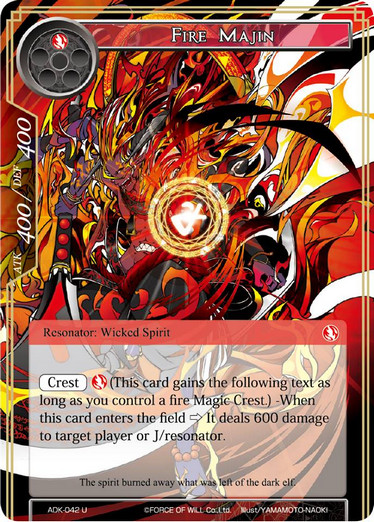 FIRE MAJIN
ATK 400 DEF 400
Resonator: Wicked Spirit
Crest (This card gains the following text as
long as you control a fire Magic Crest.) -When
this card enters the field ⇨ It deals 600 damage
to target player or J/resonator.
The spirit burned away what was left of the dark elf.
ADK-042 U ©FORCE OF WILL Co.,Ltd. Illust/YAMAMOTO-NAOKI